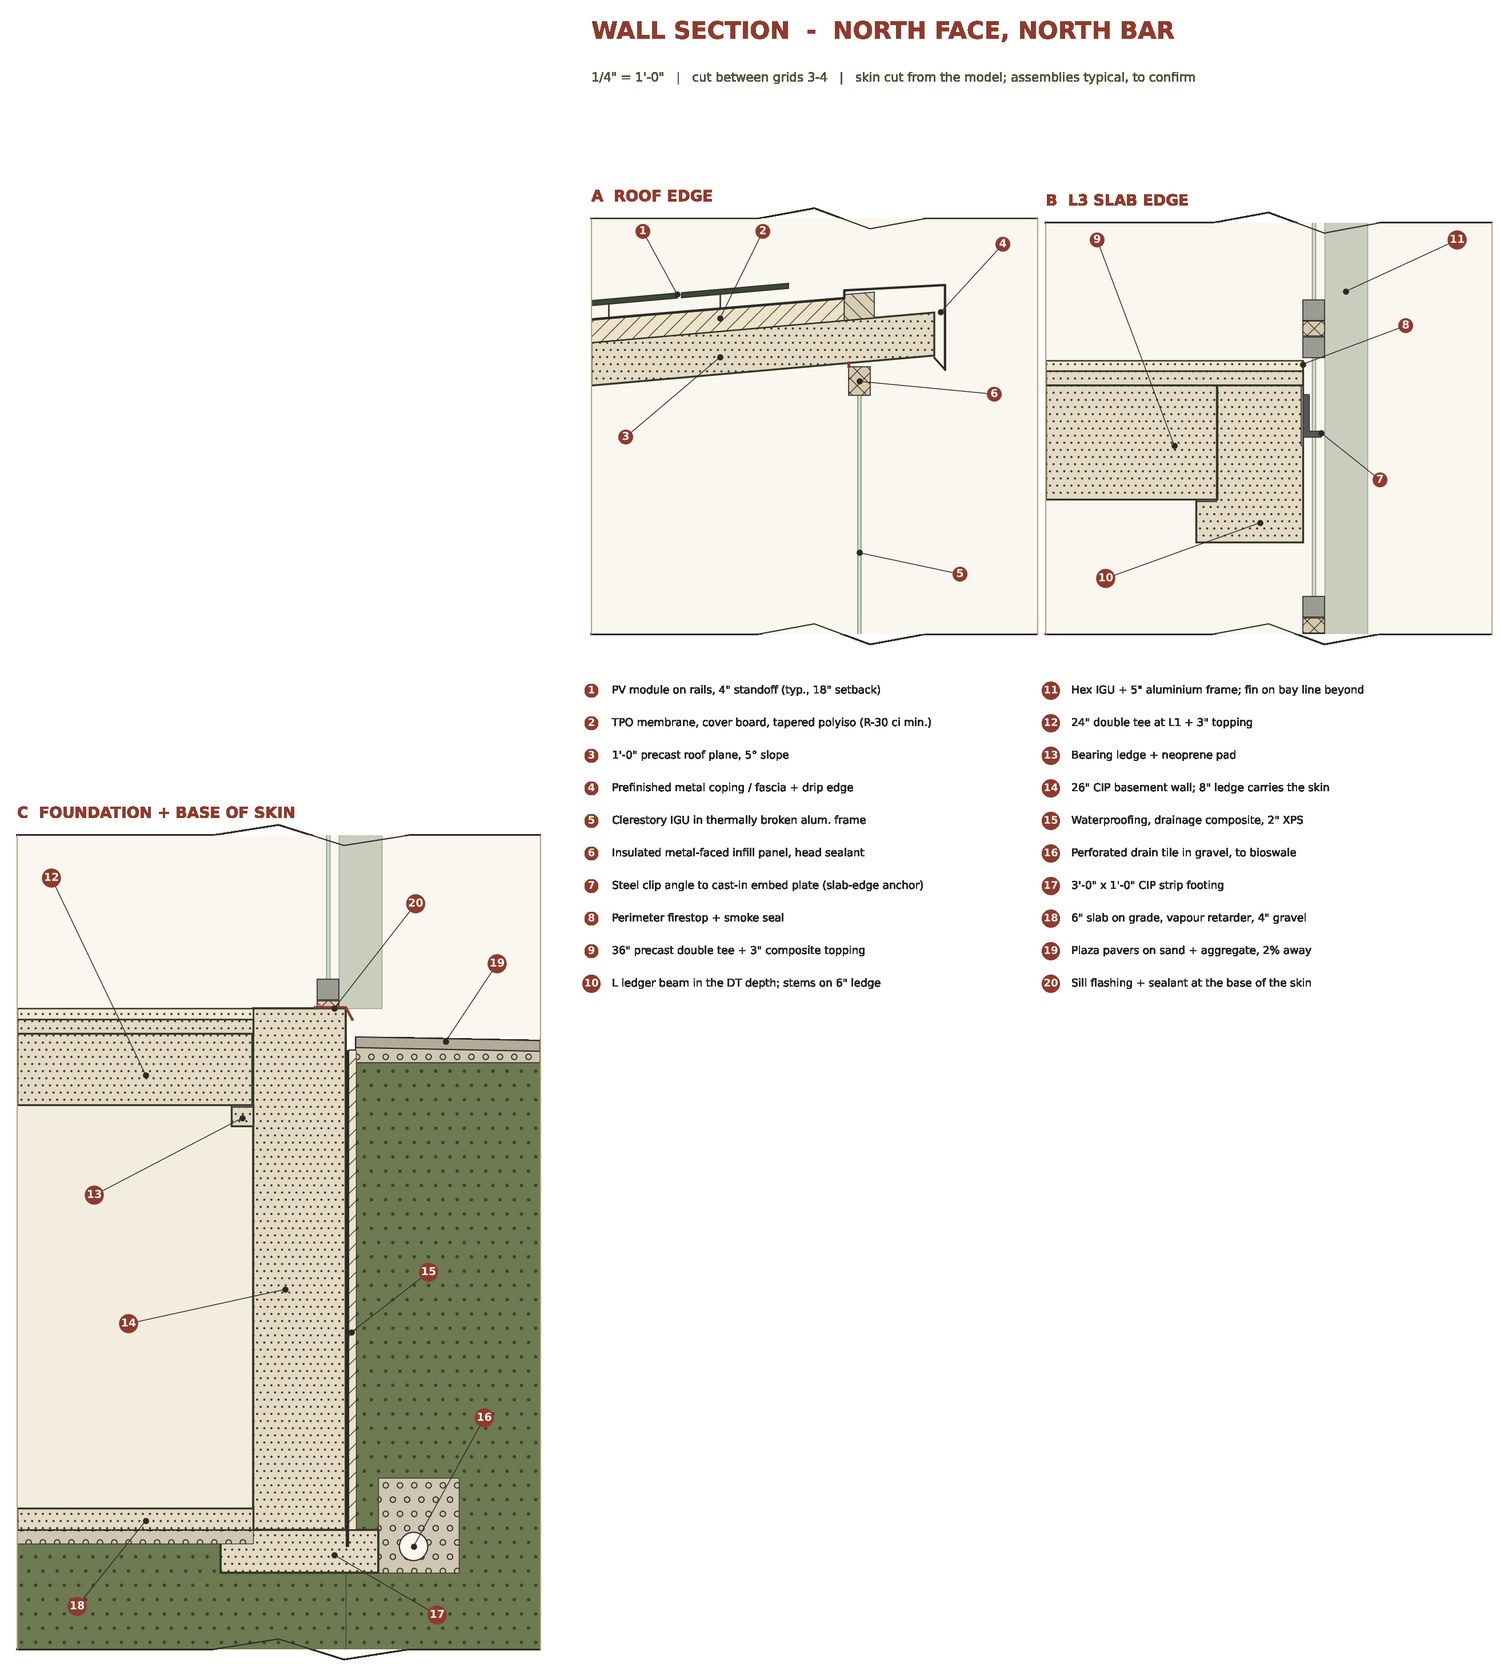 WALL SECTION - NORTH FACE, NORTH BAR
1/4" = 1'-0" | cut between grids 3-4 | skin cut from the model; assemblies typical, to confirm
A ROOF EDGE
1
2
4
3
6
5
B L3 SLAB EDGE
9
11
8
7
10
1 PV module on rails, 4" standoff (typ., 18" setback)
2 TPO membrane, cover board, tapered polyiso (R-30 ci min.)
3 1'-0" precast roof plane, 5° slope
4 Prefinished metal coping / fascia + drip edge
5 Clerestory IGU in thermally broken alum. frame
6 Insulated metal-faced infill panel, head sealant
7 Steel clip angle to cast-in embed plate (slab-edge anchor)
8 Perimeter firestop + smoke seal
9 36" precast double tee + 3" composite topping
10 L ledger beam in the DT depth; stems on 6" ledge
11 Hex IGU + 5" aluminium frame; fin on bay line beyond
12 24" double tee at L1 + 3" topping
13 Bearing ledge + neoprene pad
14 26" CIP basement wall; 8" ledge carries the skin
15 Waterproofing, drainage composite, 2" XPS
16 Perforated drain tile in gravel, to bioswale
17 3'-0" x 1'-0" CIP strip footing
18 6" slab on grade, vapour retarder, 4" gravel
19 Plaza pavers on sand + aggregate, 2% away
20 Sill flashing + sealant at the base of the skin
C FOUNDATION + BASE OF SKIN
12
20
19
13
15
14
16
18
17